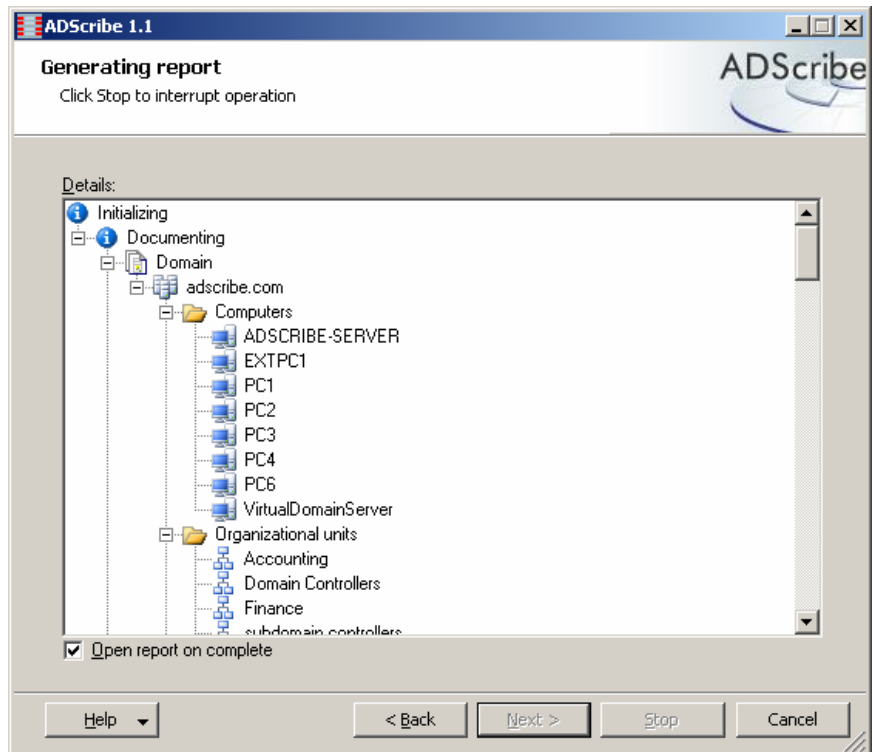 ADScribe 1.1
Generating report
Click Stop to interrupt operation
ADScribe
Details:
Initializing
Documenting
Domain
adscribe.com
Computers
ADSCRIBE-SERVER
EXTPC1
PC1
PC2
PC3
PC4
PC6
VirtualDomainServer
Organizational units
Accounting
Domain Controllers
Finance
subdomain controllers
Open report on complete
Help
< Back
Next >
Stop
Cancel